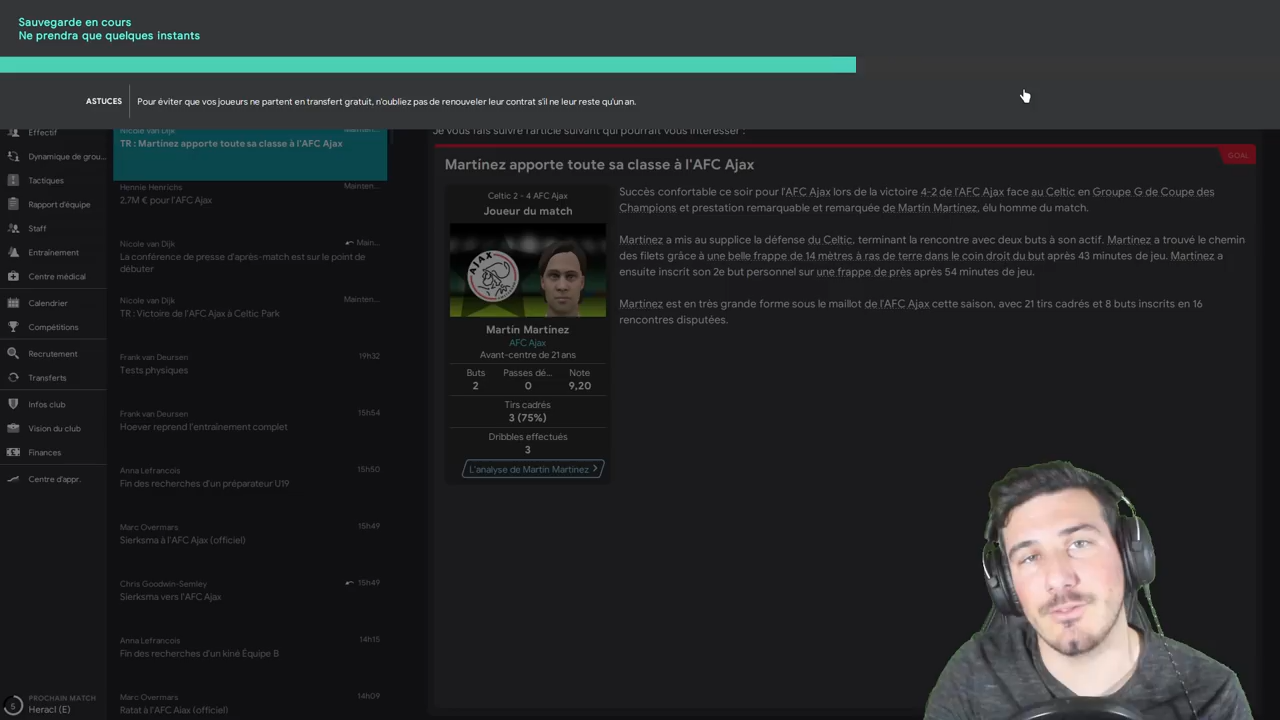 Sauvegarde en cours
Ne prendra que quelques instants
ASTUCES
Pour éviter que vos joueurs ne partent en transfert gratuit, n'oubliez pas de renouveler leur contrat s'il ne leur reste qu'un an.
Effectif
Dynamique de grou...
Tactiques
Rapport d'équipe
Staff
Entraînement
Centre médical
Calendrier
Compétitions
Recrutement
Transferts
Infos club
Vision du club
Finances
Centre d'appr.
PROCHAIN MATCH
5
Heracl (E)
Nicole van Dijk
Mainten...
TR : Martínez apporte toute sa classe à l'AFC Ajax
Hennie Henrichs
Mainten...
2,7M € pour l'AFC Ajax
Nicole van Dijk
Main...
La conférence de presse d'après-match est sur le point de
débuter
Nicole van Dijk
Mainten...
TR : Victoire de l'AFC Ajax à Celtic Park
Frank van Deursen
19h32
Tests physiques
Frank van Deursen
15h54
Hoever reprend l'entraînement complet
Anna Lefrancois
15h50
Fin des recherches d'un préparateur U19
Marc Overmars
15h49
Sierksma à l'AFC Ajax (officiel)
Chris Goodwin-Semley
15h49
Sierksma vers l'AFC Ajax
Anna Lefrancois
14h15
Fin des recherches d'un kiné Équipe B
Marc Overmars
14h09
Ratat à l'AFC Ajax (officiel)
Je vous fais suivre l'article suivant qui pourrait vous intéresser :
Martínez apporte toute sa classe à l'AFC Ajax
GOAL
Celtic 2 - 4 AFC Ajax
Joueur du match
AJAX
Martín Martínez
AFC Ajax
Avant-centre de 21 ans
Buts
Passes dé...
Note
2
0
9,20
Tirs cadrés
3 (75%)
Dribbles effectués
3
L'analyse de Martín Martínez
Succès confortable ce soir pour l'AFC Ajax lors de la victoire 4-2 de l'AFC Ajax face au Celtic en Groupe G de Coupe des
Champions et prestation remarquable et remarquée de Martín Martínez, élu homme du match.
Martínez a mis au supplice la défense du Celtic, terminant la rencontre avec deux buts à son actif. Martínez a trouvé le chemin
des filets grâce à une belle frappe de 14 mètres à ras de terre dans le coin droit du but après 43 minutes de jeu. Martínez a
ensuite inscrit son 2e but personnel sur une frappe de près après 54 minutes de jeu.
Martínez est en très grande forme sous le maillot de l'AFC Ajax cette saison, avec 21 tirs cadrés et 8 buts inscrits en 16
rencontres disputées.